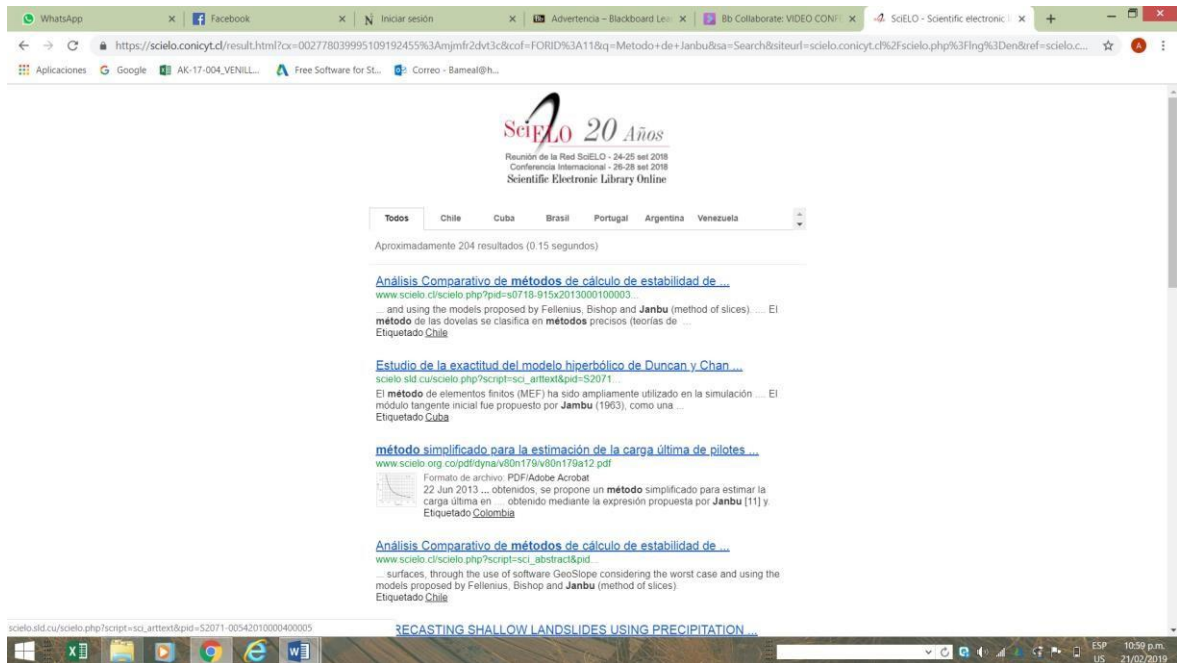 WhatsApp
Facebook
Iniciar sesión
Advertencia – Blackboard Lea
Bb Collaborate: VIDEO CONF
SciELO - Scientific electronic
https://scielo.conicyt.cl/result.html?cx=002778039995109192455%3Amjmfr2dvt3c&cof=FORID%3A11&q=Metodo+de+Janbu&sa=Search&siteurl=scielo.conicyt.cl%2Fscielo.php%3Flng%3Den&ref=scielo.c...
A
Aplicaciones
Google
AK-17-004_VENILL...
Free Software for St...
Correo - Bameal@h...
SciELO 20 Años
Reunión de la Red SciELO - 24-25 set 2018
Conferencia Internacional - 26-28 set 2018
Scientific Electronic Library Online
Todos Chile Cuba Brasil Portugal Argentina Venezuela
Aproximadamente 204 resultados (0.15 segundos)
Análisis Comparativo de métodos de cálculo de estabilidad de ...
www.scielo.cl/scielo.php?pid=s0718-915x2013000100003...
... and using the models proposed by Fellenius, Bishop and Janbu (method of slices). ... El
método de las dovelas se clasifica en métodos precisos (teorías de ...
Etiquetado Chile
Estudio de la exactitud del modelo hiperbólico de Duncan y Chan ...
scielo.sld.cu/scielo.php?script=sci_arttext&pid=S2071...
El método de elementos finitos (MEF) ha sido ampliamente utilizado en la simulación .... El
módulo tangente inicial fue propuesto por Jambu (1963), como una ...
Etiquetado Cuba
método simplificado para la estimación de la carga última de pilotes ...
www.scielo.org.co/pdf/dyna/v80n179/v80n179a12.pdf
Formato de archivo: PDF/Adobe Acrobat
22 Jun 2013 ... obtenidos, se propone un método simplificado para estimar la
carga última en .... obtenido mediante la expresión propuesta por Janbu [11] y.
Etiquetado Colombia
Análisis Comparativo de métodos de cálculo de estabilidad de ...
www.scielo.cl/scielo.php?script=sci_abstract&pid...
... surfaces, through the use of software GeoSlope considering the worst case and using the
models proposed by Fellenius, Bishop and Janbu (method of slices).
Etiquetado Chile
RECASTING SHALLOW LANDSLIDES USING PRECIPITATION ...
scielo.sld.cu/scielo.php?script=sci_arttext&pid=S2071-00542010000400005
ESP 10:59 p.m.
US 21/02/2019